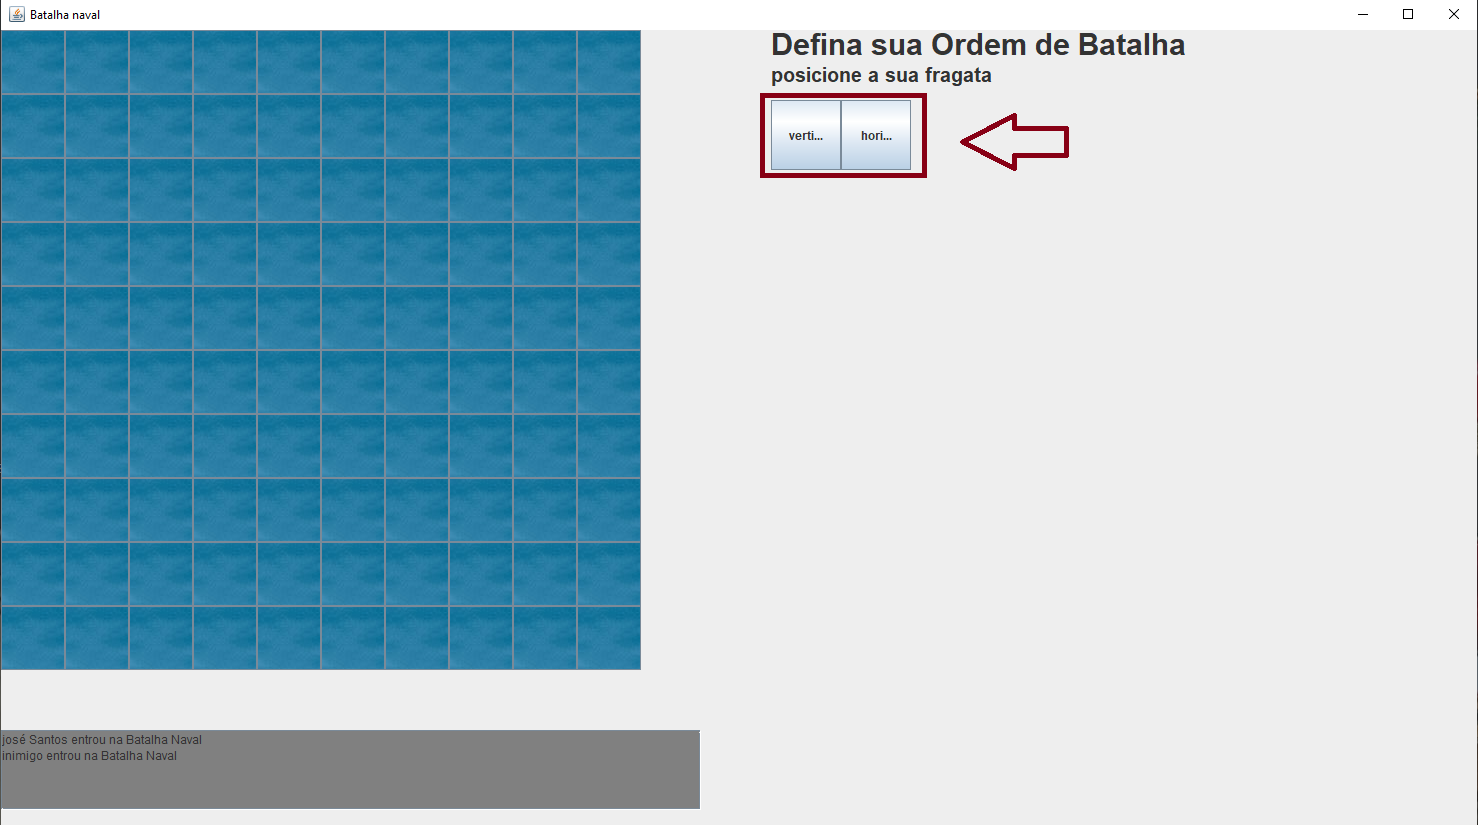 Batalha naval
Defina sua Ordem de Batalha
posicione a sua fragata
verti... hori...
josé Santos entrou na Batalha Naval
inimigo entrou na Batalha Naval